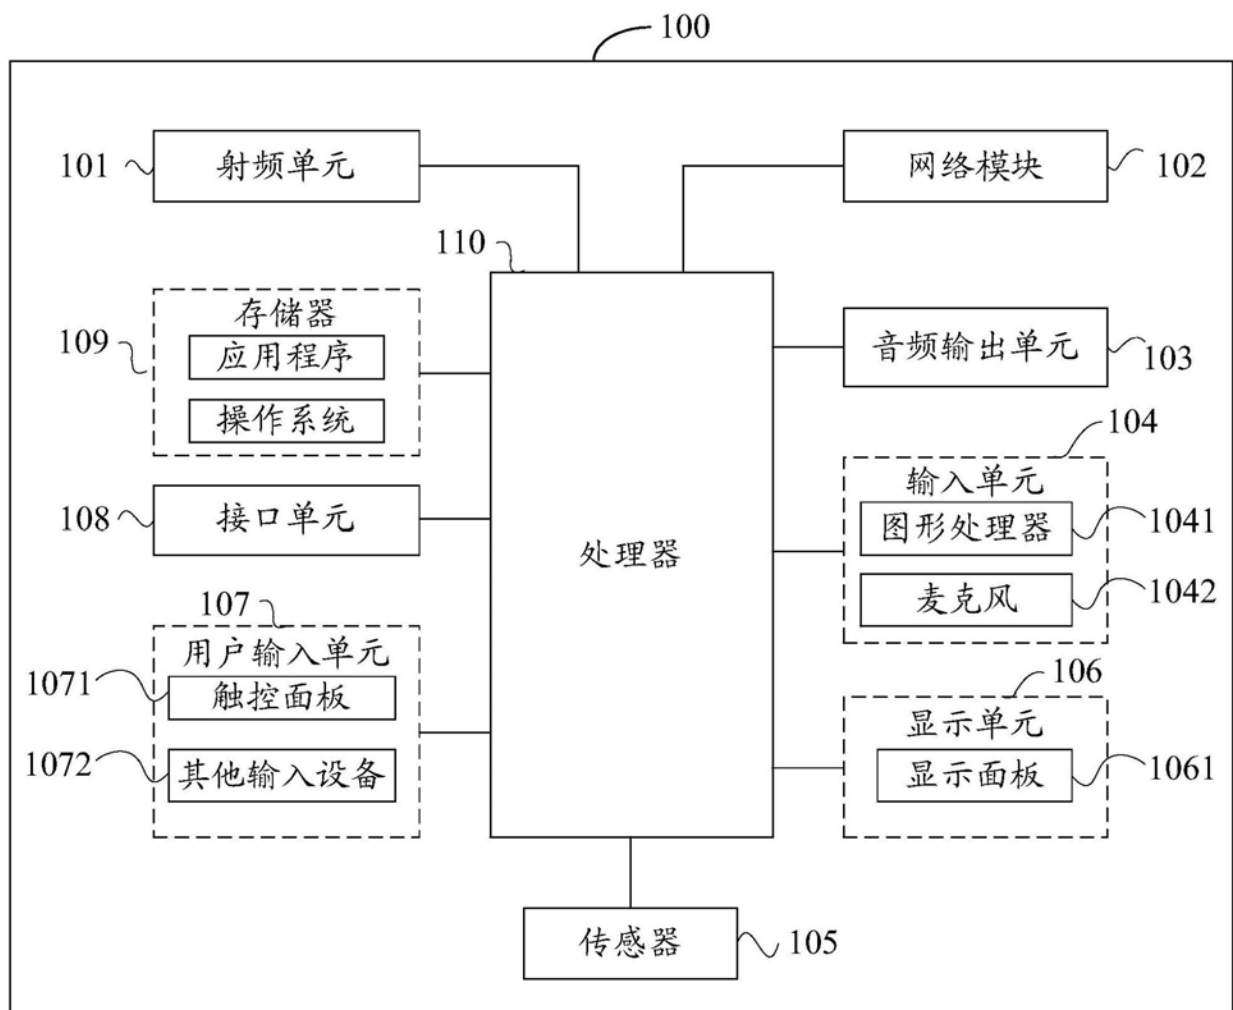 100
101
射频单元
网络模块
102
110
109
存储器
应用程序
操作系统
音频输出单元
103
104
输入单元
图形处理器
1041
麦克风
1042
108
接口单元
处理器
107
用户输入单元
1071
触控面板
1072
其他输入设备
106
显示单元
显示面板
1061
传感器
105